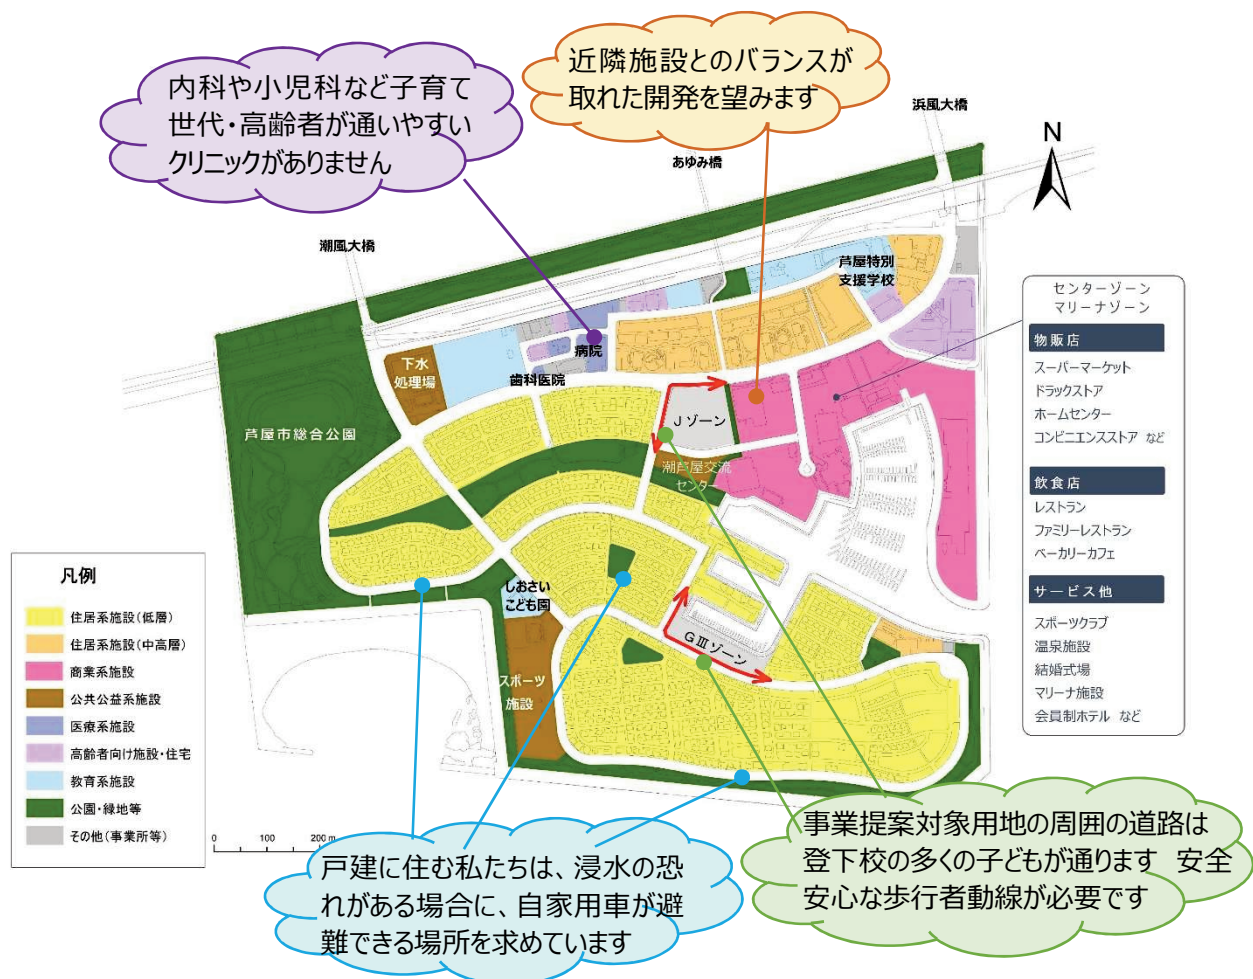 内科や小児科など子育て
世代・高齢者が通いやすい
クリニックがありません
近隣施設とのバランスが
取れた開発を望みます
浜風大橋
あゆみ橋
N
潮風大橋
芦屋特別
支援学校
下水
処理場
病院
歯科医院
芦屋市総合公園
Jゾーン
潮芦屋交流
センター
しおさい
こども園
GⅢゾーン
スポーツ
施設
センターゾーン
マリーナゾーン
物販店
スーパーマーケット
ドラックストア
ホームセンター
コンビニエンスストア など
飲食店
レストラン
ファミリーレストラン
ベーカリーカフェ
サービス他
スポーツクラブ
温泉施設
結婚式場
マリーナ施設
会員制ホテル など
凡例
住居系施設(低層)
住居系施設(中高層)
商業系施設
公共公益系施設
医療系施設
高齢者向け施設・住宅
教育系施設
公園・緑地等
その他(事業所等)
0 100 200 m
戸建に住む私たちは、浸水の恐
れがある場合に、自家用車が避
難できる場所を求めています
事業提案対象用地の周囲の道路は
登下校の多くの子どもが通ります 安全
安心な歩行者動線が必要です